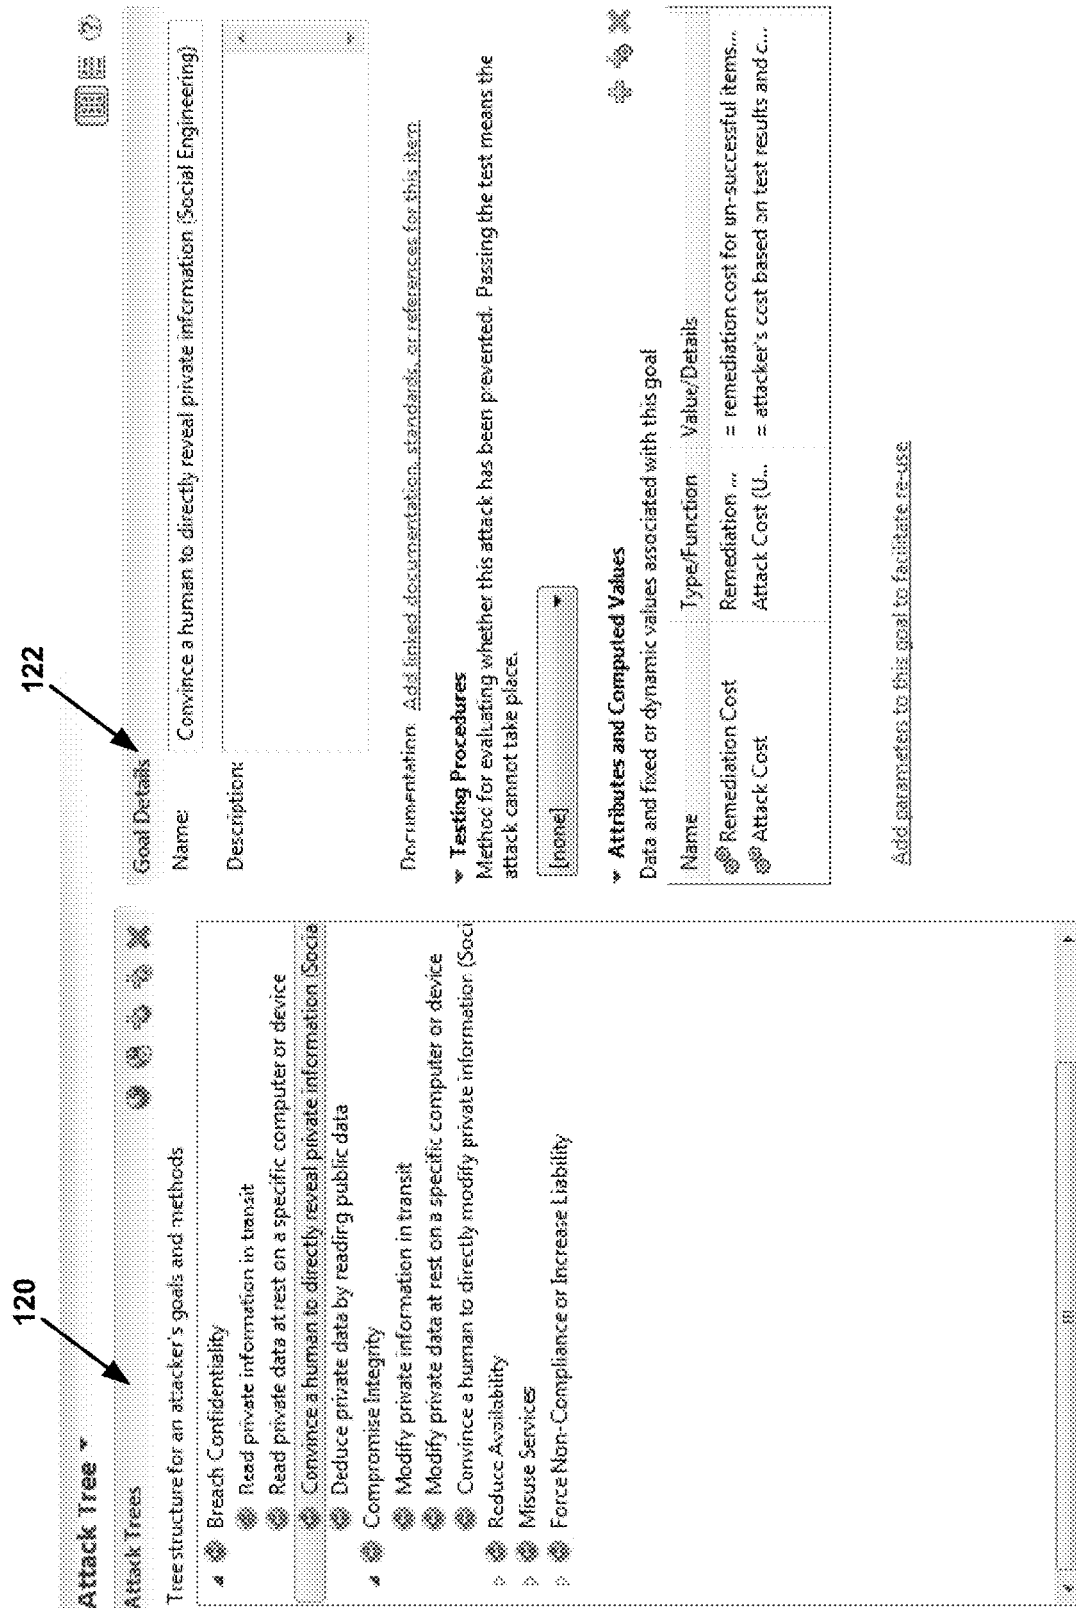 120
122
Attack Tree
Attack Trees
Tree structure for an attacker's goals and methods
Breach Confidentiality
Read private information in transit
Read private data at rest on a specific computer or device
Convince a human to directly reveal private information (Socia
Deduce private data by reading public data
Compromise Integrity
Modify private information in transit
Modify private data at rest on a specific computer or device
Convince a human to directly modify private information (Soci
Reduce Availability
Misuse Services
Force Non-Compliance or Increase Liability
Goal Details
Name: Convince a human to directly reveal private information (Social Engineering)
Description:
Documentation: Add linked documentation, standards, or references for this item
Testing Procedures
Method for evaluating whether this attack has been prevented. Passing the test means the
attack cannot take place.
[none]
Attributes and Computed Values
Data and fixed or dynamic values associated with this goal
Name Type/Function Value/Details
Remediation Cost Remediation ... = remediation cost for un-successful items...
Attack Cost Attack Cost (U... = attacker's cost based on test results and c...
Add parameters to this goal to facilitate re-use